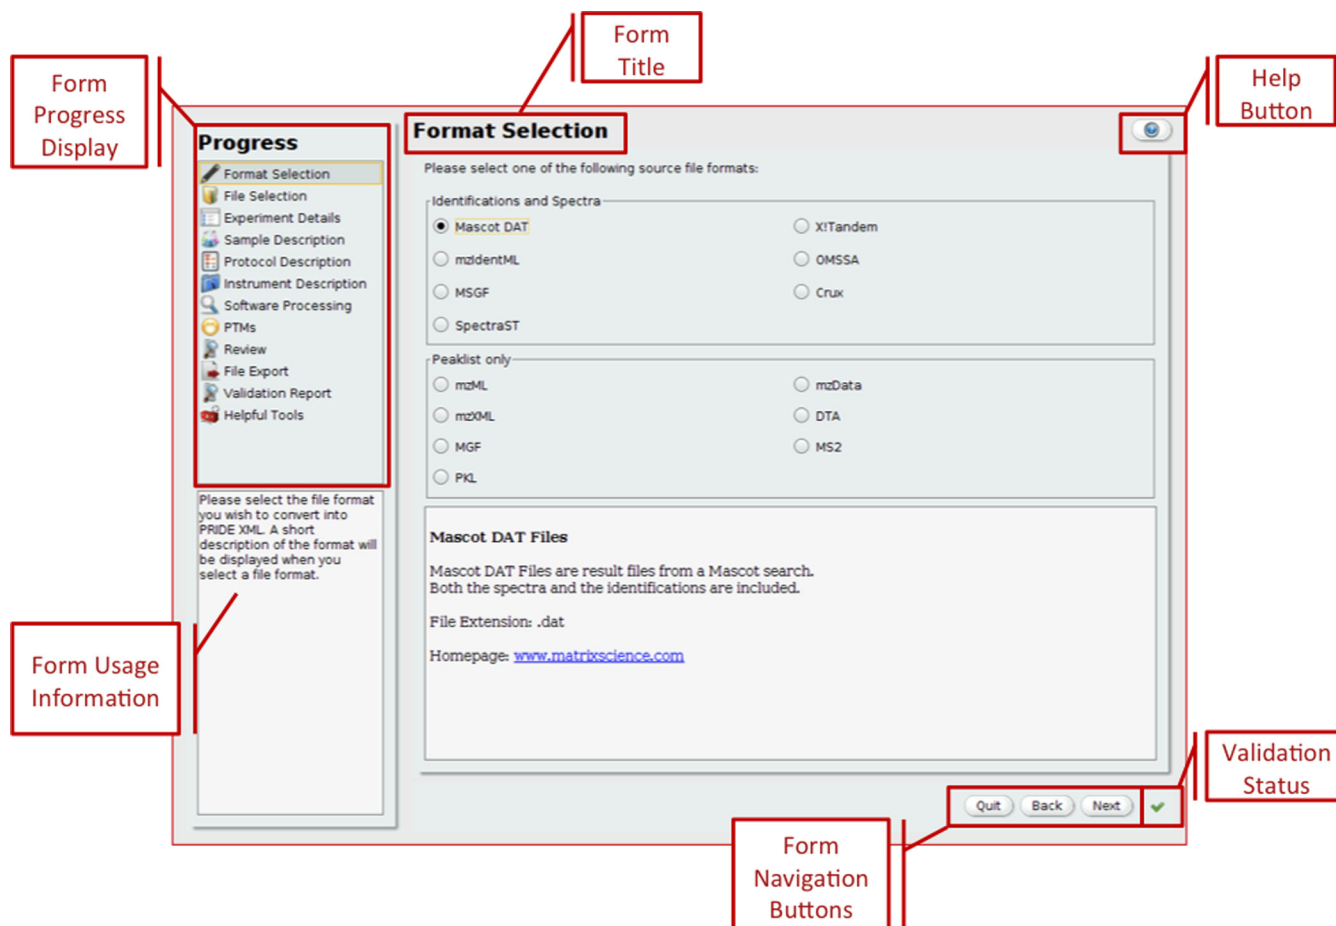 Form
Title
Form
Progress
Display
Help
Button
Progress
Format Selection
File Selection
Experiment Details
Sample Description
Protocol Description
Instrument Description
Software Processing
PTMs
Review
File Export
Validation Report
Helpful Tools
Please select the file format
you wish to convert into
PRIDE XML. A short
description of the format will
be displayed when you
select a file format.
Form Usage
Information
Format Selection
Please select one of the following source file formats:
Identifications and Spectra
Mascot DAT
X!Tandem
mzIdentML
OMSSA
MSGF
Crux
SpectraST
Peaklist only
mzML
mzData
mzXML
DTA
MGF
MS2
PKL
Mascot DAT Files
Mascot DAT Files are result files from a Mascot search.
Both the spectra and the identifications are included.
File Extension: .dat
Homepage: www.matrixscience.com
Validation
Status
Quit Back Next
Form
Navigation
Buttons